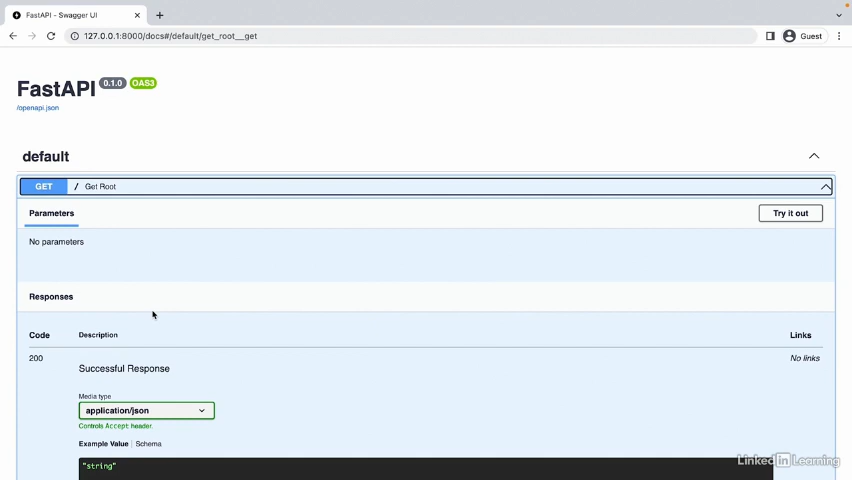 FastAPI - Swagger UI
127.0.0.1:8000/docs#/default/get_root__get
Guest
FastAPI 0.1.0 OAS3
/openapi.json
default
GET / Get Root
Parameters
Try it out
No parameters
Responses
Code Description Links
200 Successful Response No links
Media type
application/json
Controls Accept header.
Example Value | Schema
"string"
LinkedIn Learning